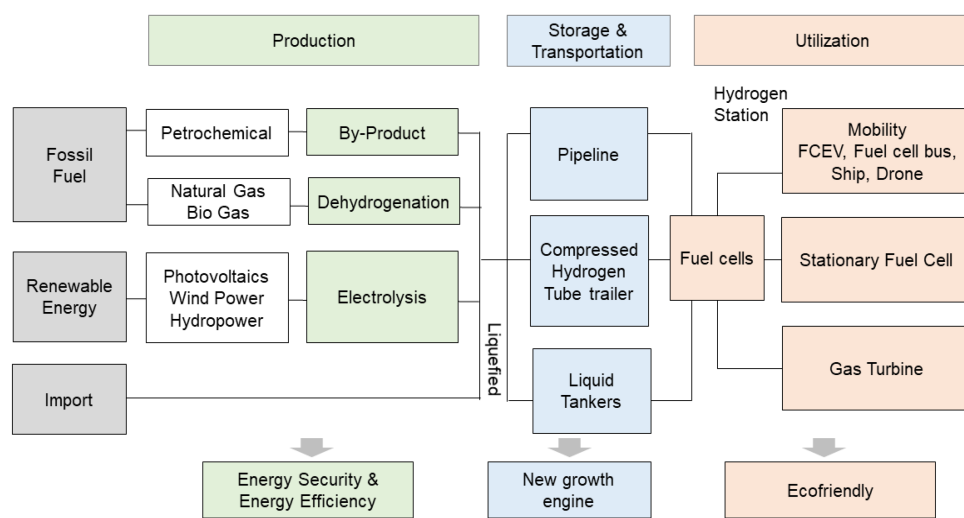 Production
Storage &
Transportation
Utilization
Hydrogen
Station
Fossil
Fuel
Petrochemical
By-Product
Natural Gas
Bio Gas
Dehydrogenation
Renewable
Energy
Photovoltaics
Wind Power
Hydropower
Electrolysis
Import
Liquefied
Pipeline
Compressed
Hydrogen
Tube trailer
Liquid
Tankers
Fuel cells
Mobility
FCEV, Fuel cell bus,
Ship, Drone
Stationary Fuel Cell
Gas Turbine
Energy Security &
Energy Efficiency
New growth
engine
Ecofriendly